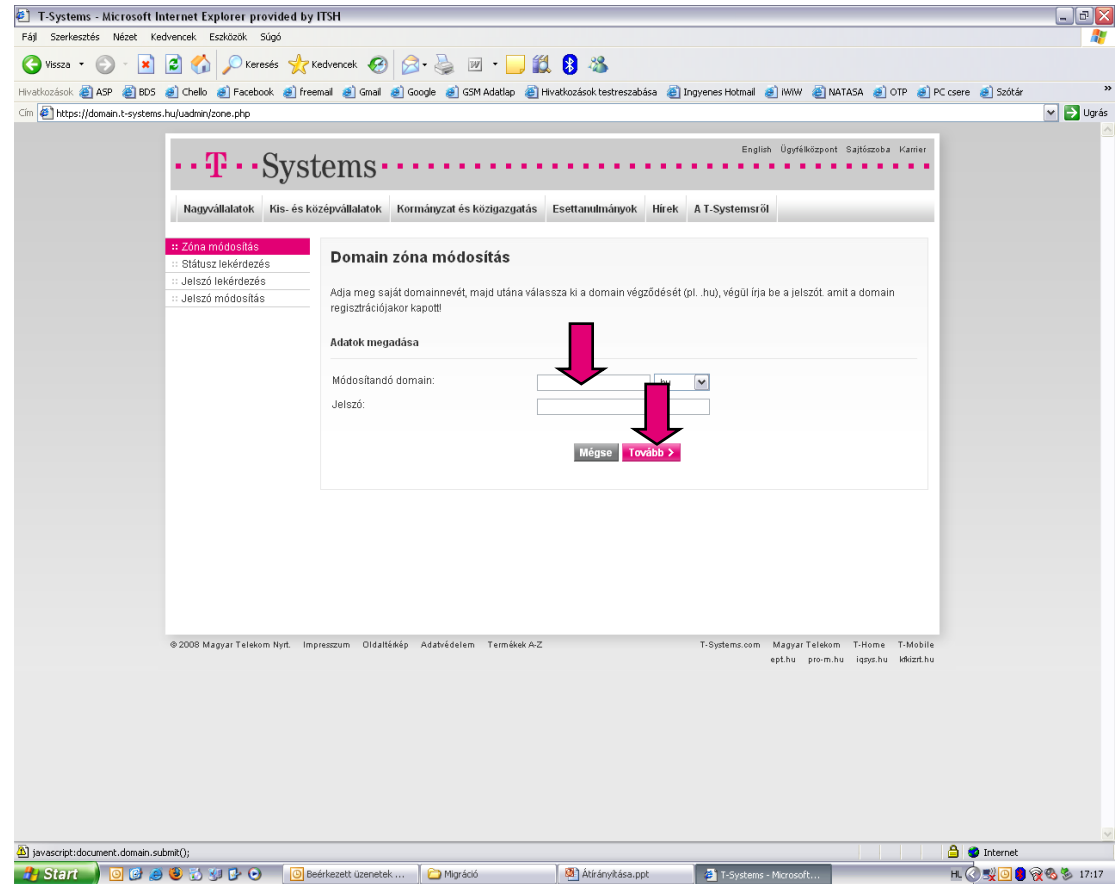 T-Systems - Microsoft Internet Explorer provided by ITSH
Fájl Szerkesztés Nézet Kedvencek Eszközök Súgó
Vissza Keresés Kedvencek
Hivatkozások ASP BDS Chello Facebook freemail Gmail Google GSM Adatlap Hivatkozások testreszabása Ingyenes Hotmail iWiW NATASA OTP PC csere Szótár »
Cím https://domain.t-systems.hu/uadmin/zone.php Ugrás
English Ügyfélközpont Sajtószoba Karrier
T Systems
Nagyvállalatok Kis- és középvállalatok Kormányzat és közigazgatás Esettanulmányok Hírek A T-Systemsről
:: Zóna módosítás
:: Státusz lekérdezés
:: Jelszó lekérdezés
:: Jelszó módosítás
Domain zóna módosítás
Adja meg saját domainnevét, majd utána válassza ki a domain végződését (pl. .hu), végül írja be a jelszót. amit a domain
regisztrációjakor kapott!
Adatok megadása
Módosítandó domain: .hu
Jelszó:
Mégse Tovább >
© 2008 Magyar Telekom Nyrt. Impresszum Oldaltérkép Adatvédelem Termékek A-Z
T-Systems.com Magyar Telekom T-Home T-Mobile
ept.hu pro-m.hu iqsys.hu kfkizrt.hu
javascript:document.domain.submit(); Internet
Start Beérkezett üzenetek ... Migráció Átírányítása.ppt T-Systems - Microsoft... HL 17:17